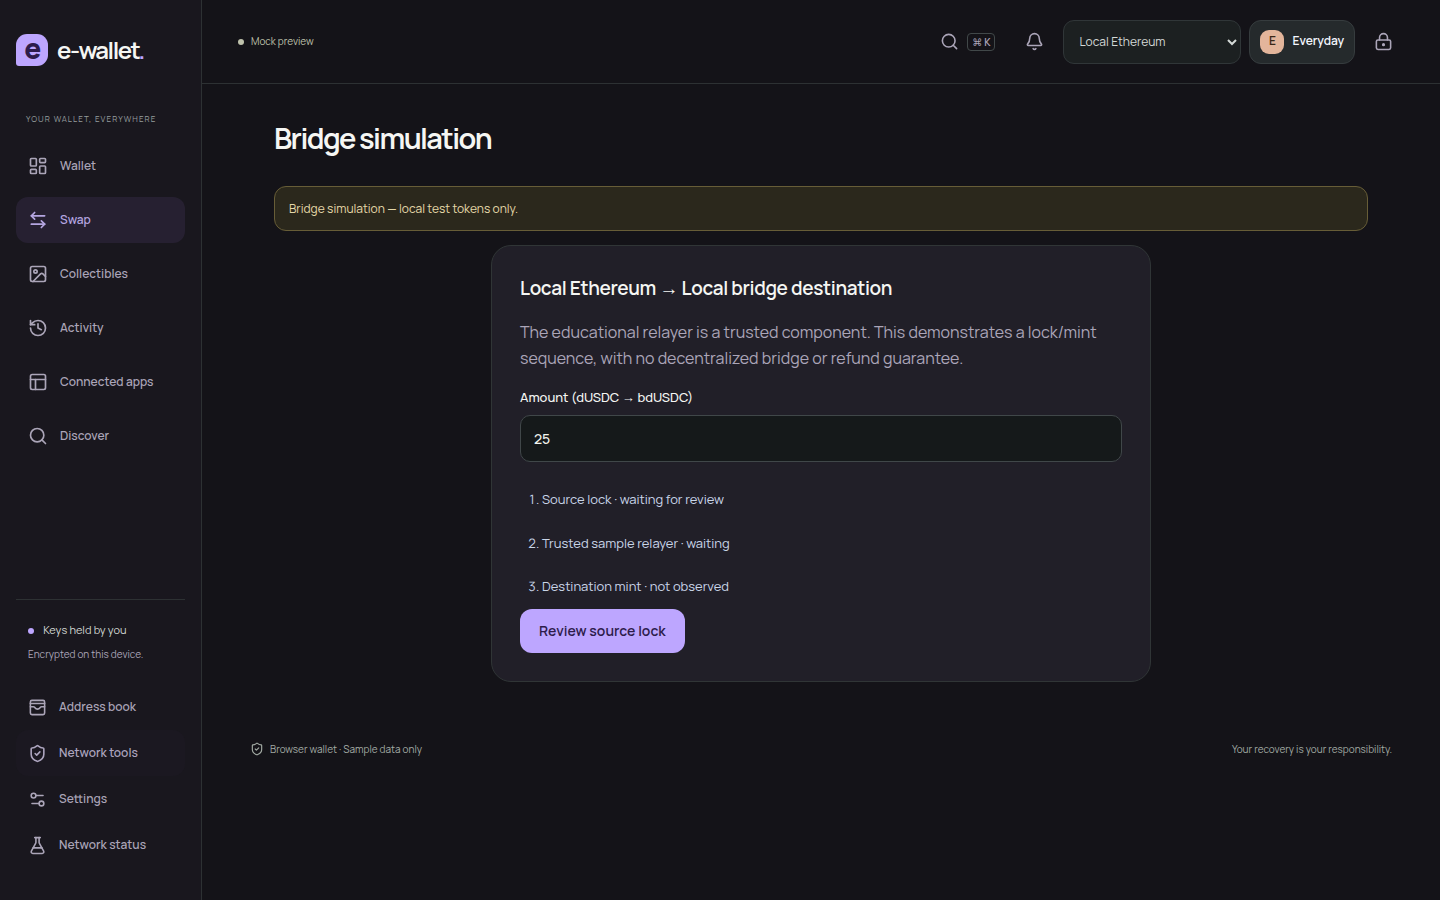 e e-wallet.
YOUR WALLET, EVERYWHERE
Wallet
Swap
Collectibles
Activity
Connected apps
Discover
Keys held by you
Encrypted on this device.
Address book
Network tools
Settings
Network status
Mock preview
⌘ K
Local Ethereum
E Everyday
Bridge simulation
Bridge simulation — local test tokens only.
Local Ethereum → Local bridge destination
The educational relayer is a trusted component. This demonstrates a lock/mint
sequence, with no decentralized bridge or refund guarantee.
Amount (dUSDC → bdUSDC)
25
1. Source lock · waiting for review
2. Trusted sample relayer · waiting
3. Destination mint · not observed
Review source lock
Browser wallet · Sample data only
Your recovery is your responsibility.